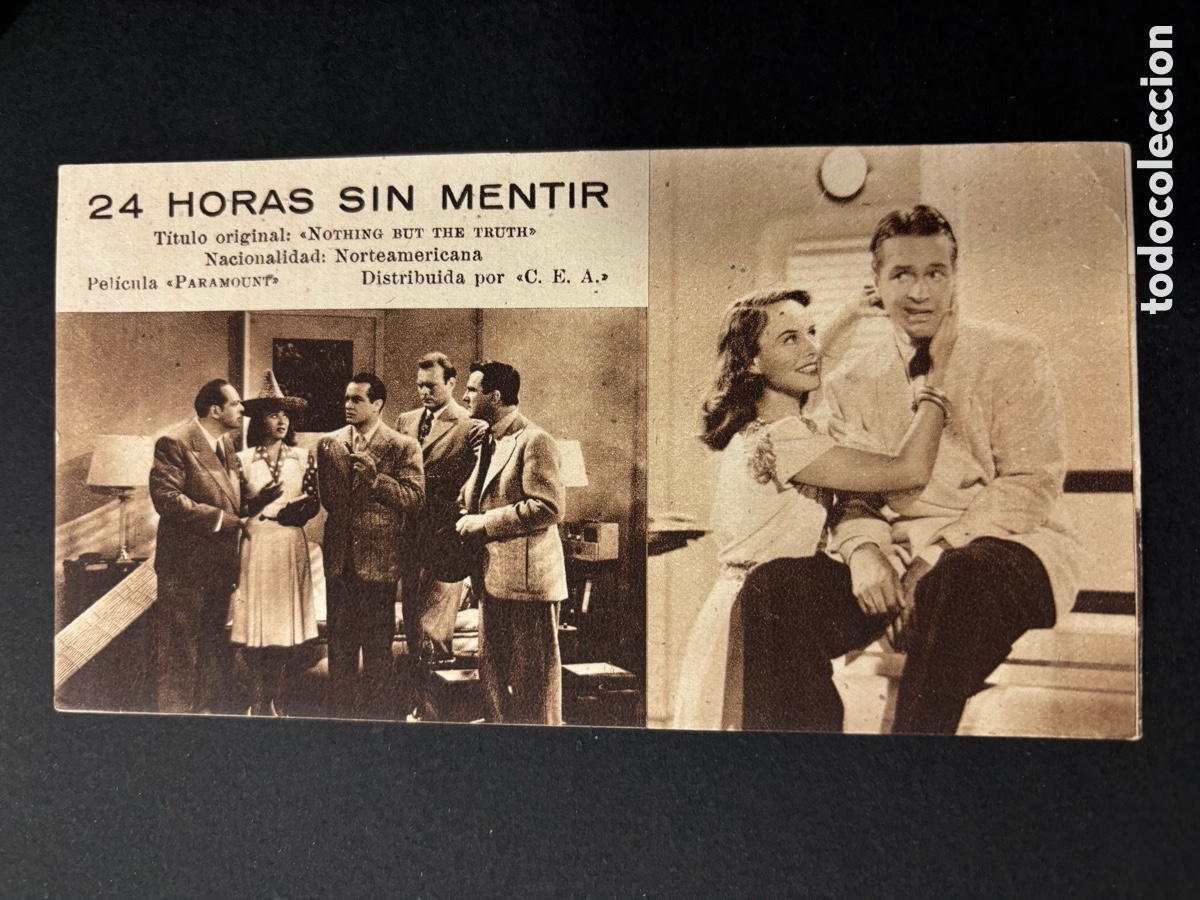 24 HORAS SIN MENTIR
Título original: «NOTHING BUT THE TRUTH»
Nacionalidad: Norteamericana
Película «PARAMOUNT» Distribuida por «C. E. A.»
todocoleccion